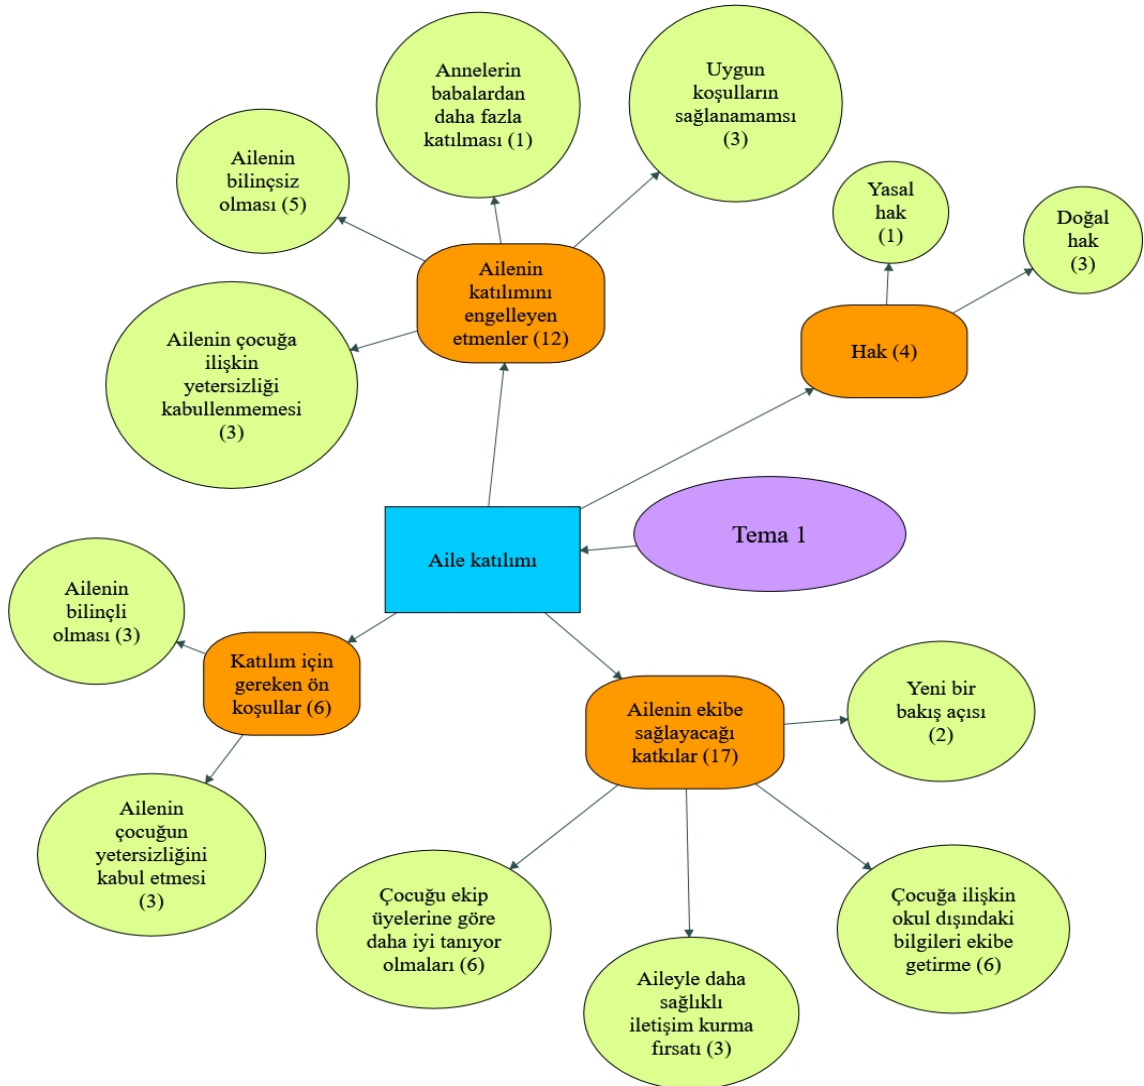 Annelerin
babalardan
daha fazla
katılması (1)
Uygun
koşulların
sağlanamamsı
(3)
Ailenin
bilinçsiz
olması (5)
Yasal
hak
(1)
Doğal
hak
(3)
Ailenin
katılımını
engelleyen
etmenler (12)
Hak (4)
Ailenin çocuğa
ilişkin
yetersizliği
kabullenmemesi
(3)
Tema 1
Aile katılımı
Ailenin
bilinçli
olması (3)
Katılım için
gereken ön
koşullar (6)
Ailenin ekibe
sağlayacağı
katkılar (17)
Yeni bir
bakış açısı
(2)
Ailenin
çocuğun
yetersizliğini
kabul etmesi
(3)
Çocuğu ekip
üyelerine göre
daha iyi tanıyor
olmaları (6)
Aileyle daha
sağlıklı
iletişim kurma
fırsatı (3)
Çocuğa ilişkin
okul dışındaki
bilgileri ekibe
getirme (6)